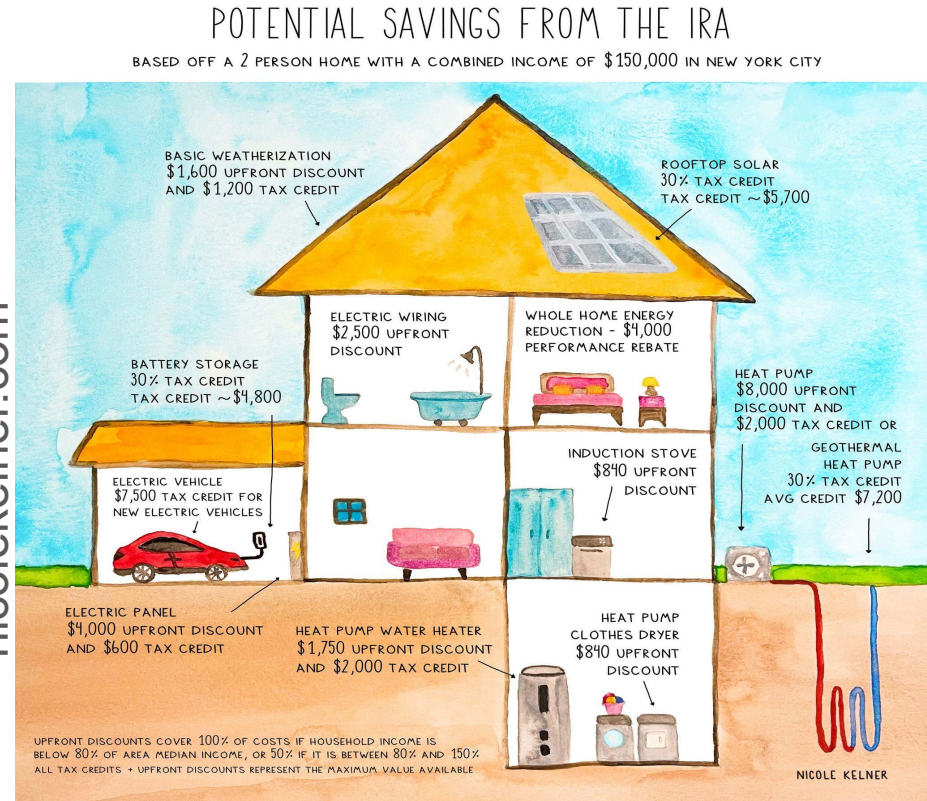 POTENTIAL SAVINGS FROM THE IRA
BASED OFF A 2 PERSON HOME WITH A COMBINED INCOME OF $150,000 IN NEW YORK CITY
BASIC WEATHERIZATION
$1,600 UPFRONT DISCOUNT
AND $1,200 TAX CREDIT
ROOFTOP SOLAR
30% TAX CREDIT
TAX CREDIT ~$5,700
ELECTRIC WIRING
$2,500 UPFRONT
DISCOUNT
WHOLE HOME ENERGY
REDUCTION - $4,000
PERFORMANCE REBATE
BATTERY STORAGE
30% TAX CREDIT
TAX CREDIT ~$4,800
HEAT PUMP
$8,000 UPFRONT
DISCOUNT AND
$2,000 TAX CREDIT OR
GEOTHERMAL
HEAT PUMP
30% TAX CREDIT
AVG CREDIT $7,200
INDUCTION STOVE
$840 UPFRONT
DISCOUNT
ELECTRIC VEHICLE
$7,500 TAX CREDIT FOR
NEW ELECTRIC VEHICLES
ELECTRIC PANEL
$4,000 UPFRONT DISCOUNT
AND $600 TAX CREDIT
HEAT PUMP WATER HEATER
$1,750 UPFRONT DISCOUNT
AND $2,000 TAX CREDIT
HEAT PUMP
CLOTHES DRYER
$840 UPFRONT
DISCOUNT
UPFRONT DISCOUNTS COVER 100% OF COSTS IF HOUSEHOLD INCOME IS
BELOW 80% OF AREA MEDIAN INCOME, OR 50% IF IT IS BETWEEN 80% AND 150%
ALL TAX CREDITS + UPFRONT DISCOUNTS REPRESENT THE MAXIMUM VALUE AVAILABLE
NICOLE KELNER